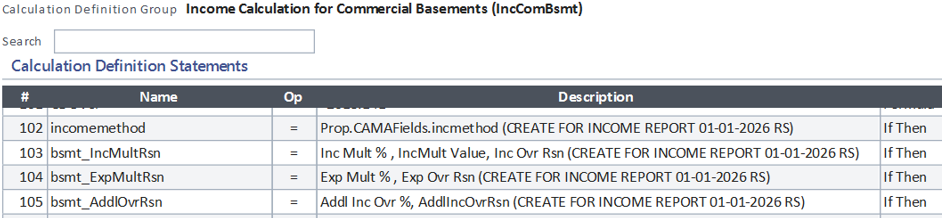 Calculation Definition Group Income Calculation for Commercial Basements (IncComBsmt)
Search
Calculation Definition Statements
# Name Op Description
102 incomemethod = Prop.CAMAFields.incmethod (CREATE FOR INCOME REPORT 01-01-2026 RS) If Then
103 bsmt_IncMultRsn = Inc Mult % , IncMult Value, Inc Ovr Rsn (CREATE FOR INCOME REPORT 01-01-2026 RS) If Then
104 bsmt_ExpMultRsn = Exp Mult % , Exp Ovr Rsn (CREATE FOR INCOME REPORT 01-01-2026 RS) If Then
105 bsmt_AddlOvrRsn = Addl Inc Ovr %, AddlIncOvrRsn (CREATE FOR INCOME REPORT 01-01-2026 RS) If Then